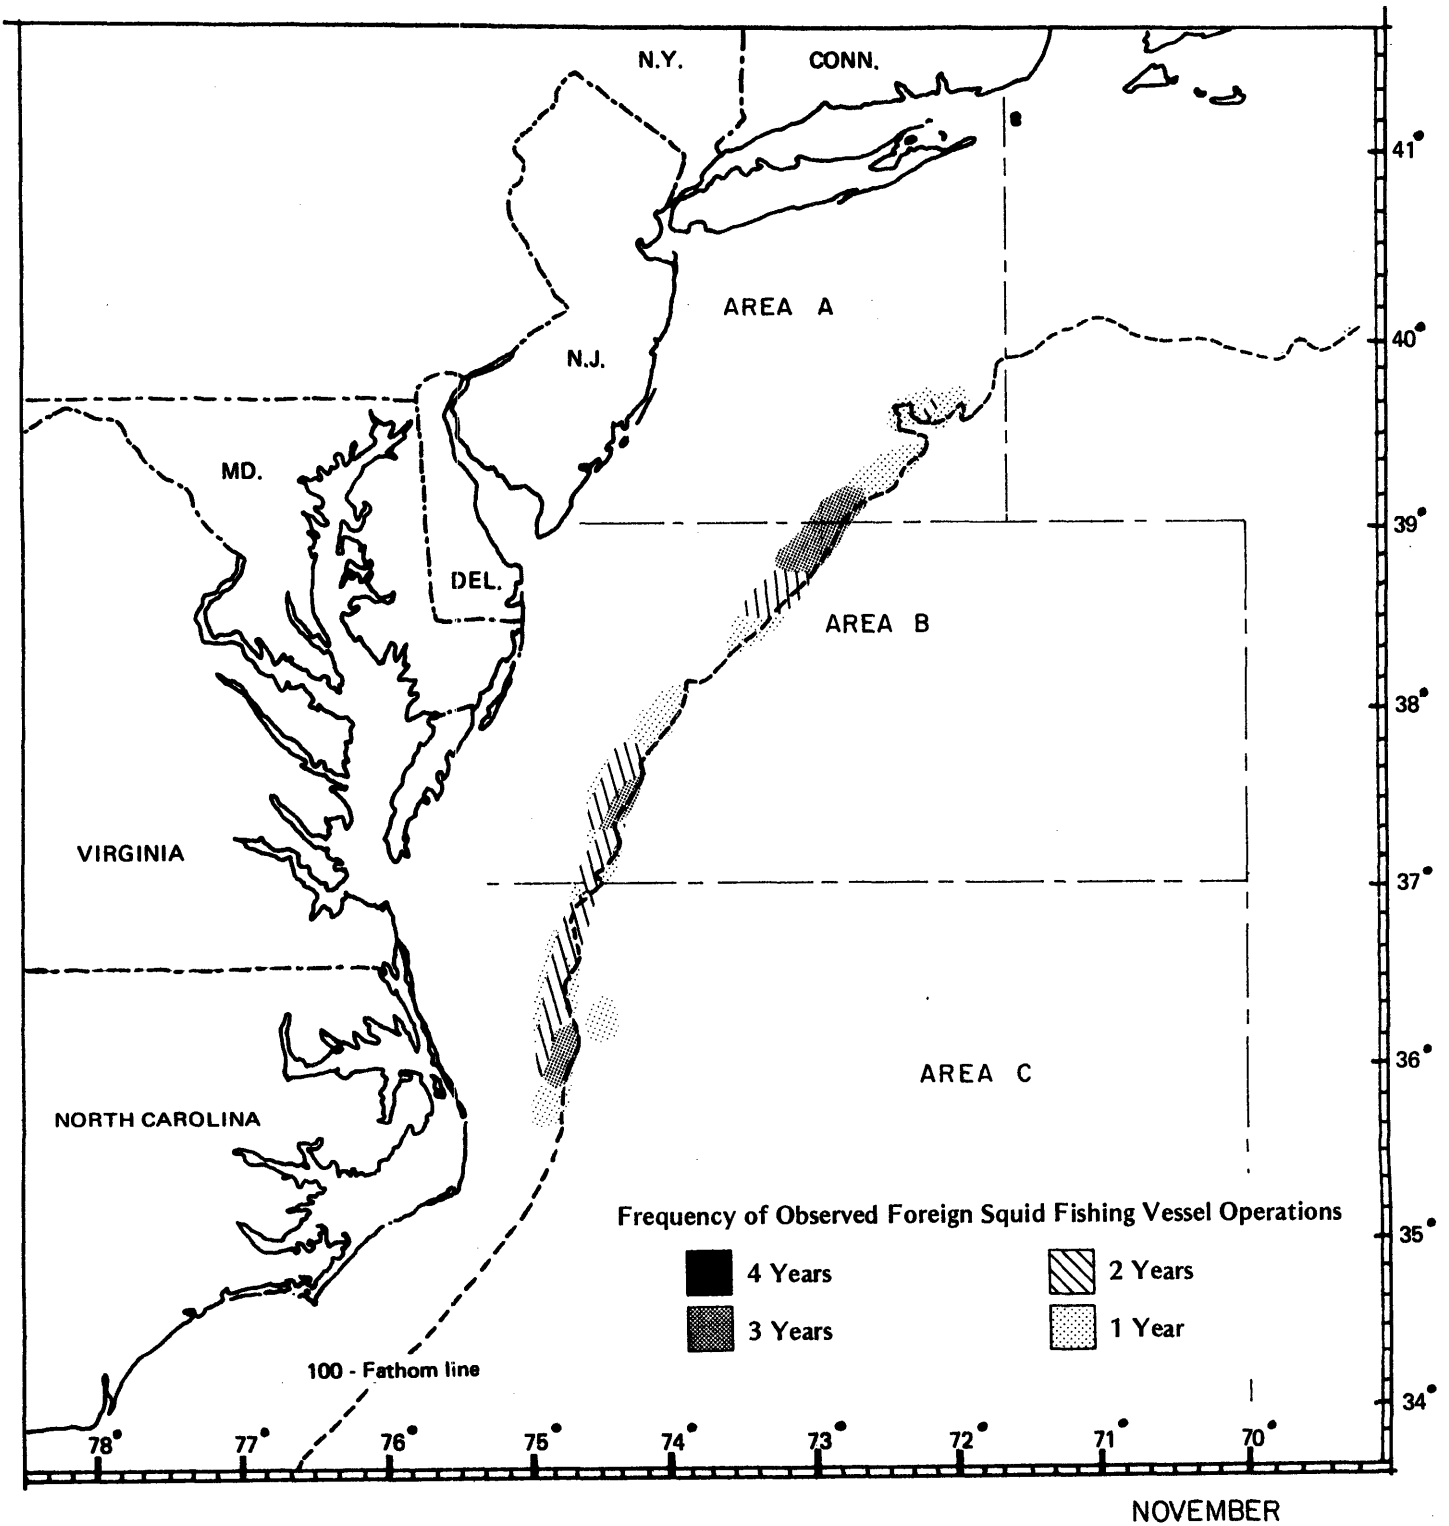 N.Y.
CONN.
41°
AREA A
40°
N.J.
MD.
39°
DEL.
AREA B
38°
VIRGINIA
37°
36°
AREA C
NORTH CAROLINA
Frequency of Observed Foreign Squid Fishing Vessel Operations
35°
4 Years
2 Years
3 Years
1 Year
100 - Fathom line
34°
78° 77° 76° 75° 74° 73° 72° 71° 70°
NOVEMBER